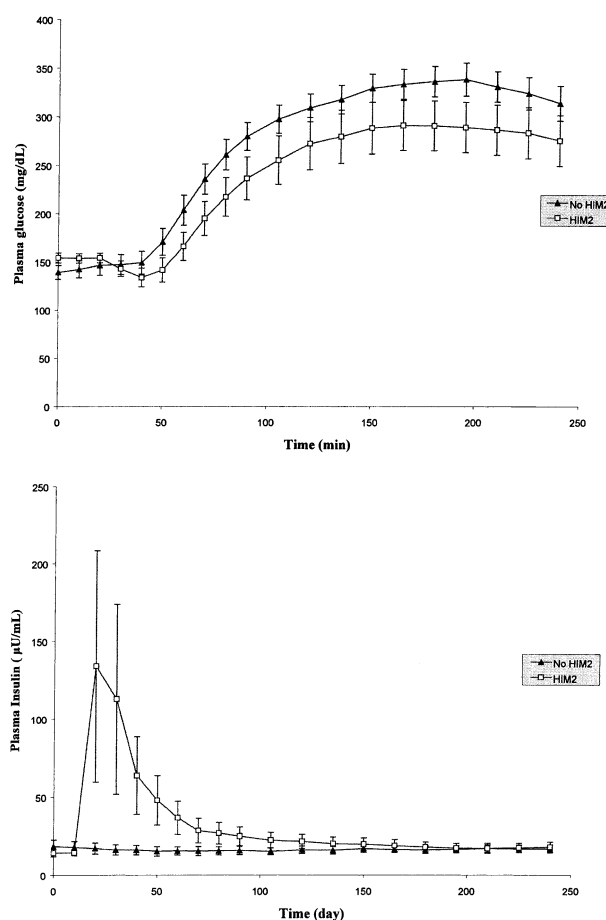 400
350
300
250
200
150
100
50
0
Plasma glucose (mg/dL)
No HIM2
HIM2
0 50 100 150 200 250
Time (min)
250
200
150
100
50
0
Plasma Insulin ( µU/mL)
No HIM2
HIM2
0 50 100 150 200 250
Time (day)